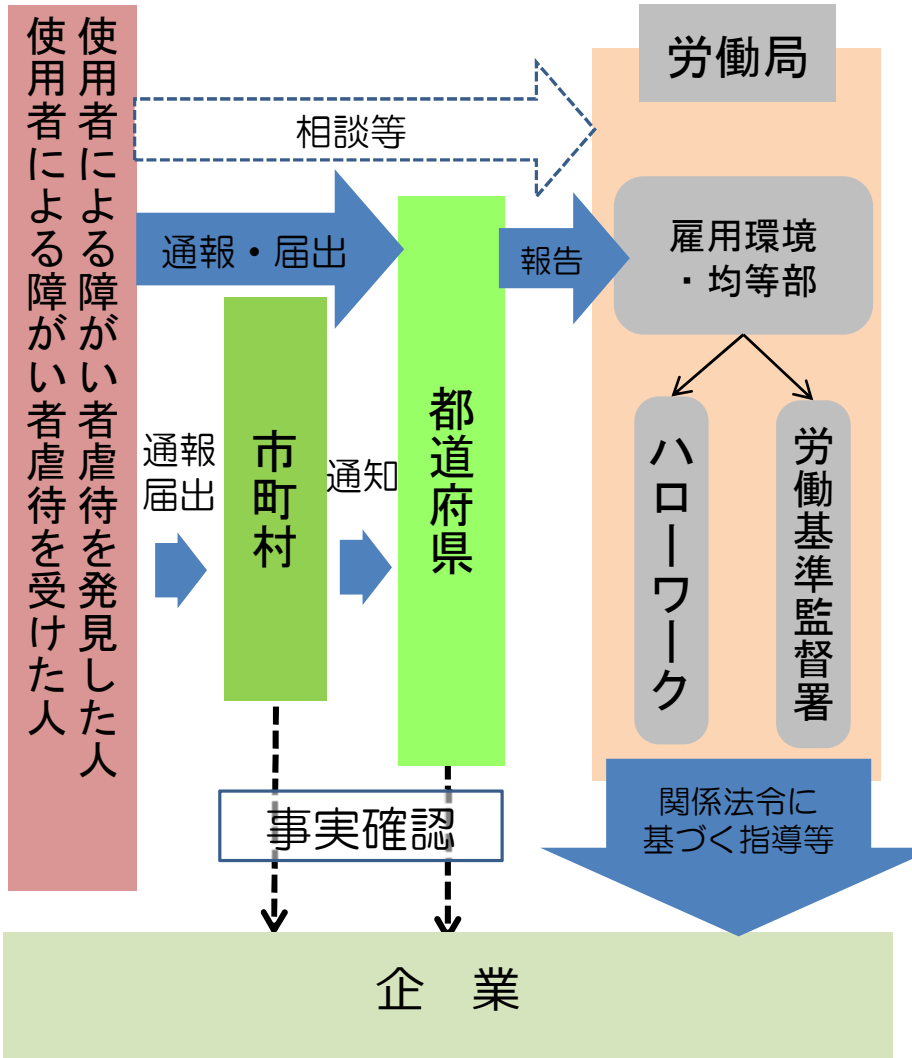 使用者による障がい者虐待を発見した人
使用者による障がい者虐待を受けた人
相談等
通報・届出
通報
届出
市町村
通知
都道府県
報告
労働局
雇用環境
・均等部
ハローワーク
労働基準監督署
関係法令に
基づく指導等
事実確認
企　業